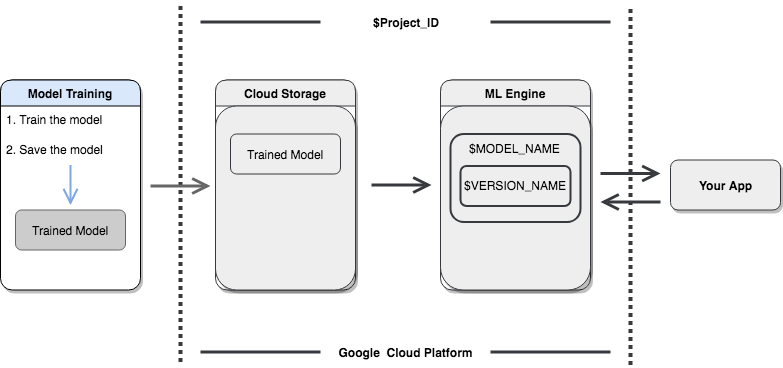 $Project_ID
Model Training
1. Train the model
2. Save the model
Trained Model
Cloud Storage
Trained Model
ML Engine
$MODEL_NAME
$VERSION_NAME
Your App
Google Cloud Platform